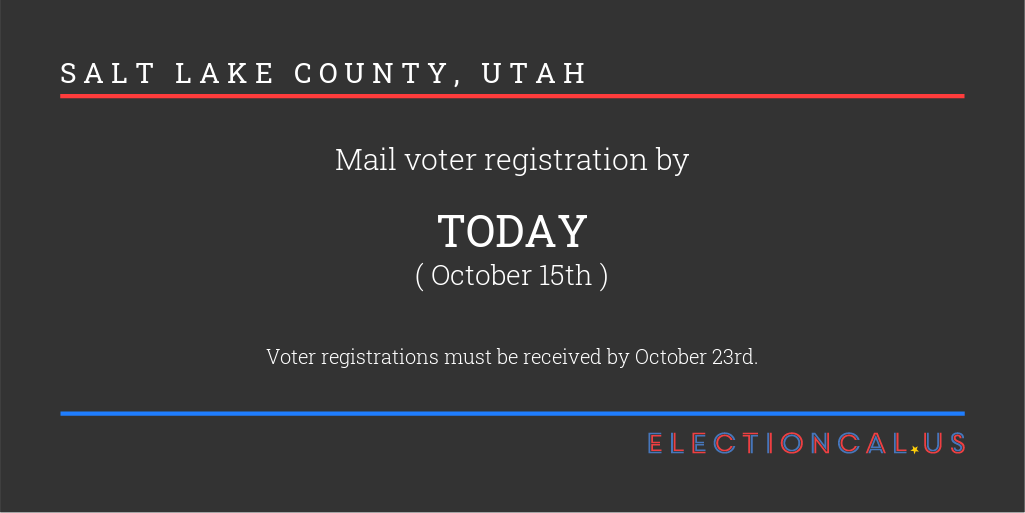 SALT LAKE COUNTY, UTAH
Mail voter registration by
TODAY
( October 15th )
Voter registrations must be received by October 23rd.
ELECTIONCAL.US